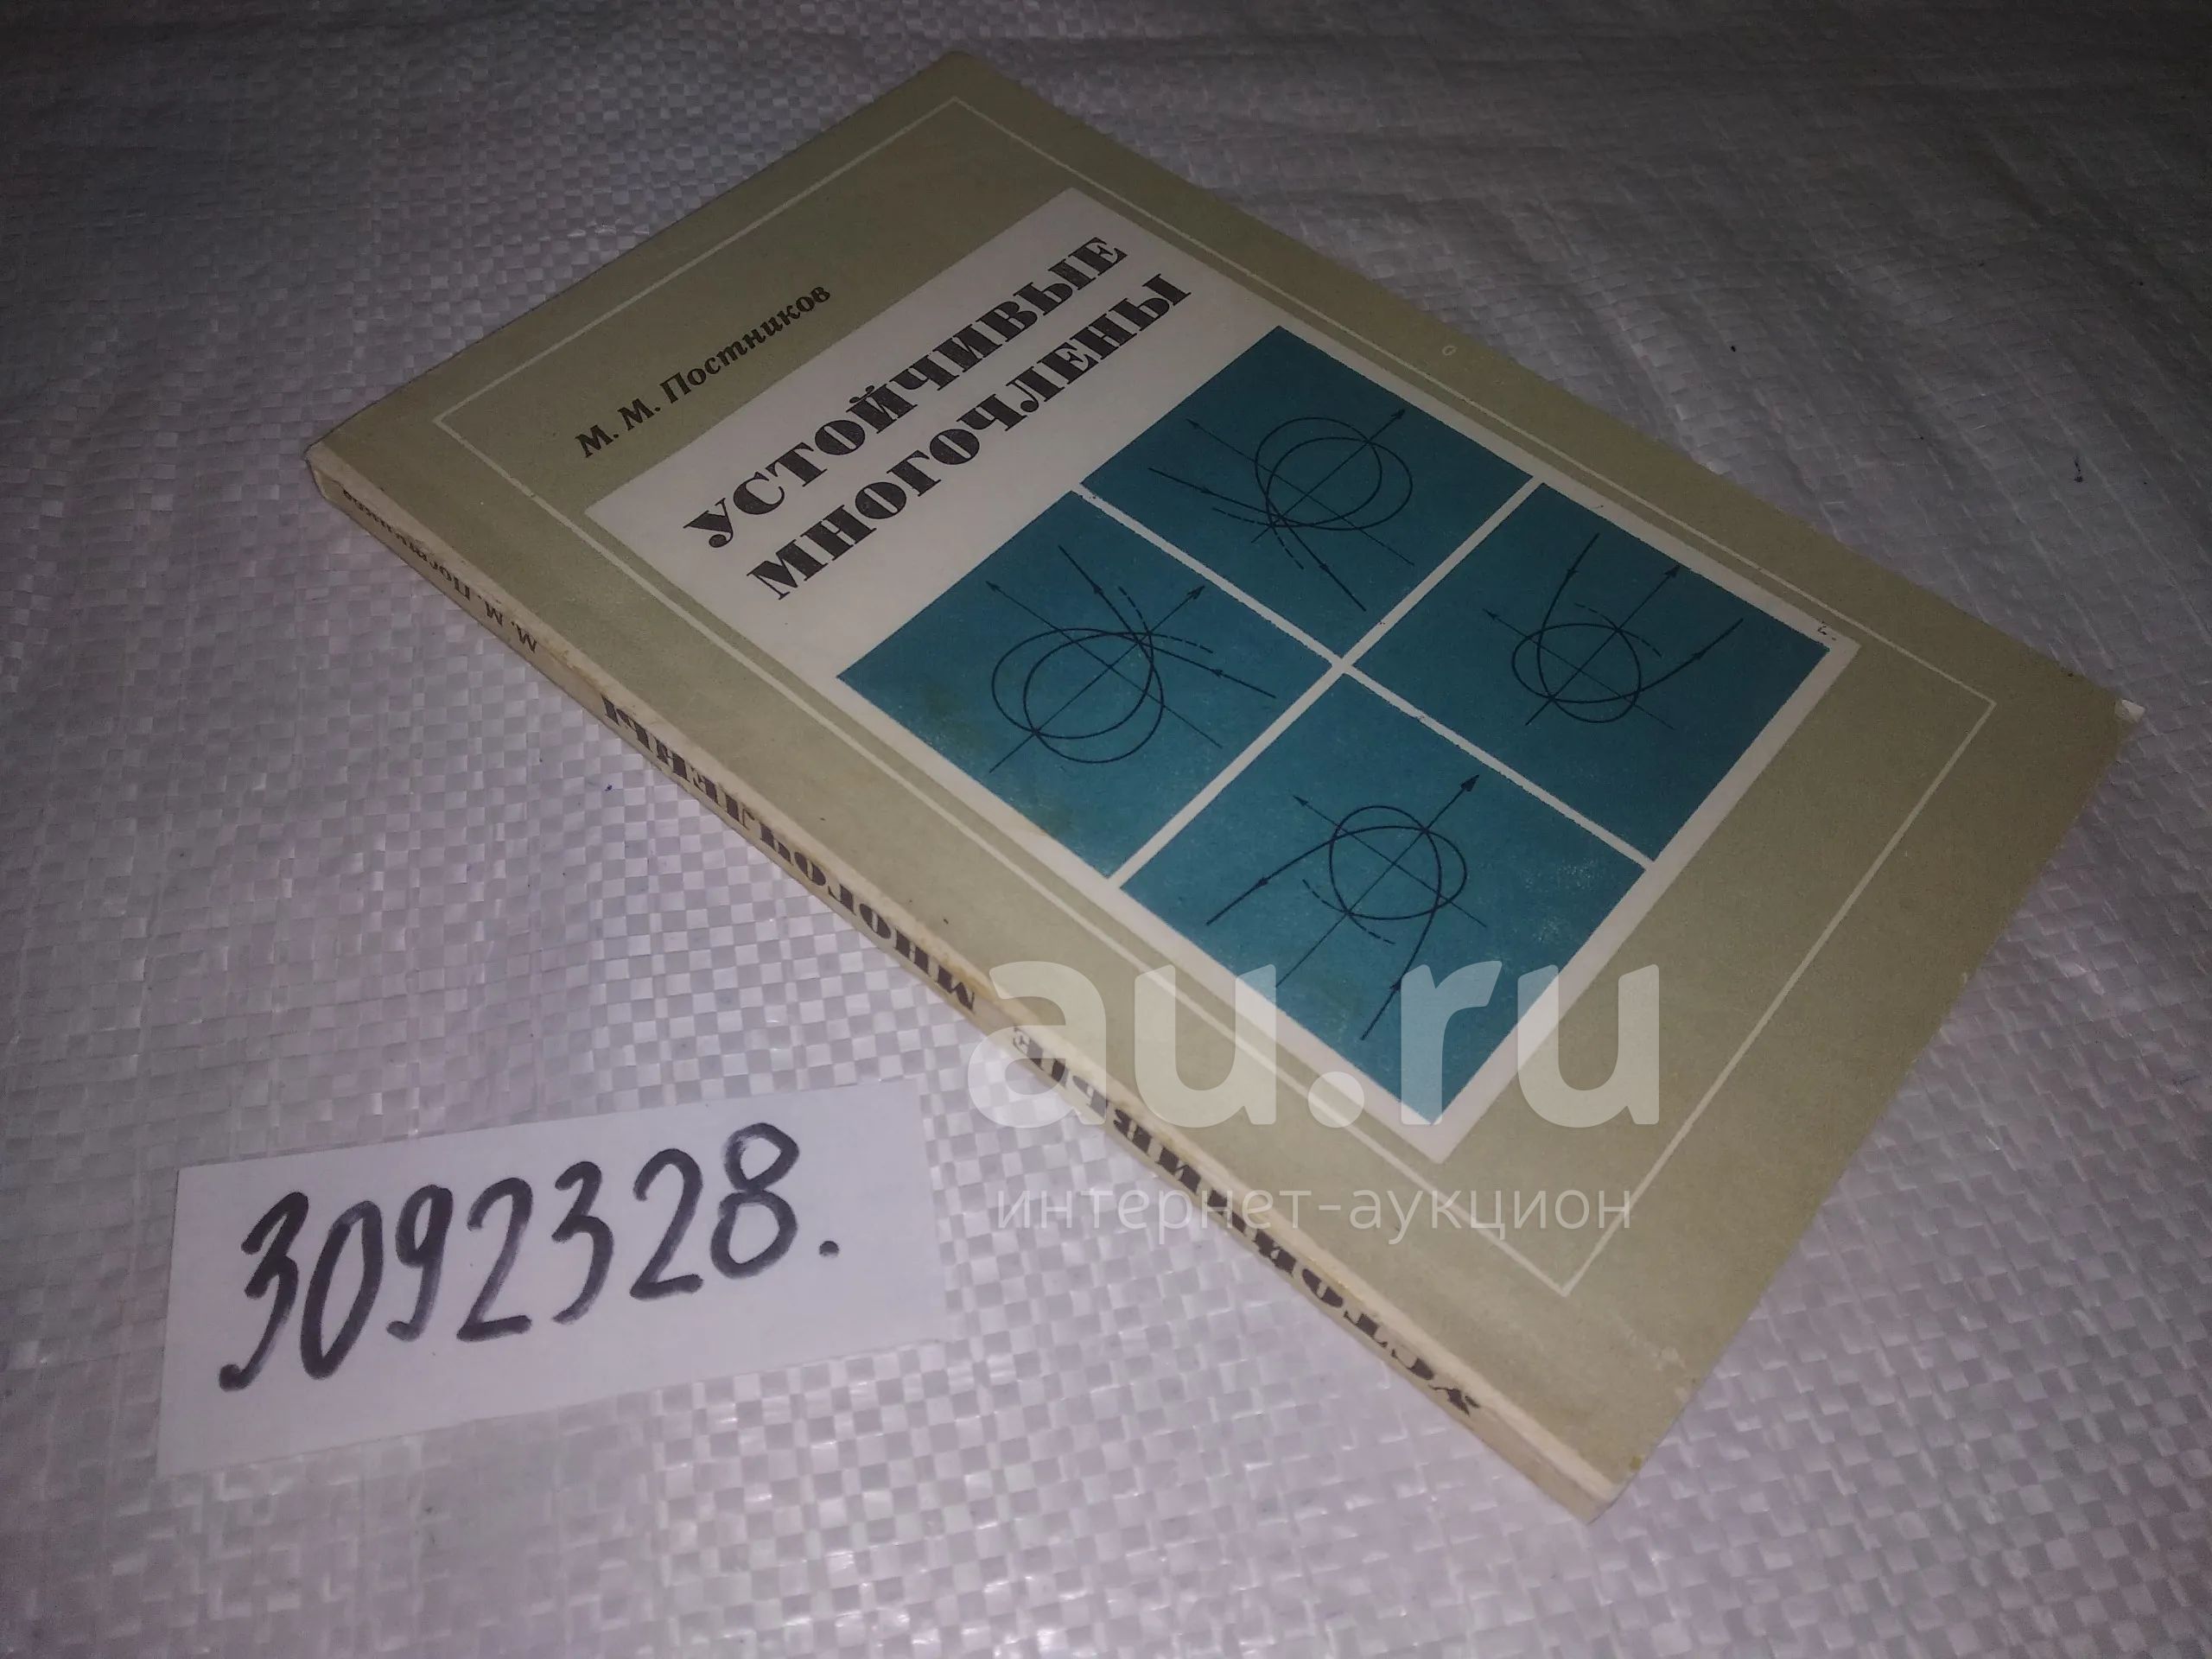 М. М. Постников
УСТОЙЧИВЫЕ
МНОГОЧЛЕНЫ
М. М. Постников
УСТОЙЧИВЫЕ МНОГОЧЛЕНЫ
au.ru
интернет-аукцион
3092328.